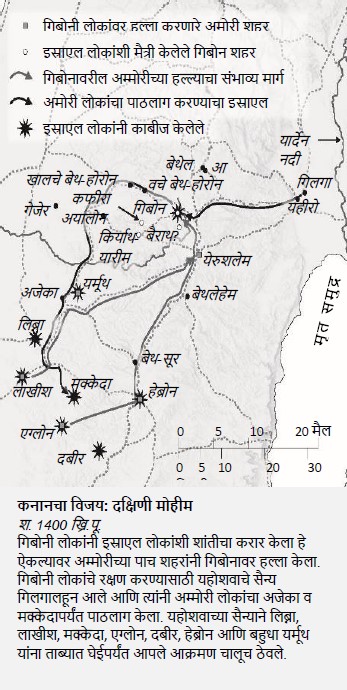 गिबोनी लोकांवर हल्ला करणारे अमोरी शहर
इस्राएल लोकांशी मैत्री केलेले गिबोन शहर
गिबोनावरील अम्मोरीच्या हल्ल्याचा संभाव्य मार्ग
अमोरी लोकांचा पाठलाग करण्याचा इस्राएल
इस्राएल लोकांनी काबीज केलेले
यार्देन
नदी
बेथेल
आ
खालचे बेथ-होरोन
वचे बेथ-होरोन
गिलगा
यहीरो
कफीरा
गेजेर
अयालोन
गिबोन
किर्याथ
बैराथ
यारीम
येरुशलेम
अजेका
यर्मूथ
बेथलेहेम
मृत समुद्र
लिब्ना
बेथ-सूर
लाखीश
मक्केदा
हेब्रोन
एग्लोन
दबीर
0 5 10 20 मैल
0 5 10 20 30
कनानचा विजय: दक्षिणी मोहीम
श. 1400 ख्रि.पू.
गिबोनी लोकांनी इस्राएल लोकांशी शांतीचा करार केला हे
ऐकल्यावर अम्मोरीच्या पाच शहरांनी गिबोनावर हल्ला केला.
गिबोनी लोकांचे रक्षण करण्यासाठी यहोशवाचे सैन्य
गिलगालहून आले आणि त्यांनी अम्मोरी लोकांचा अजेका व
मक्केदापर्यंत पाठलाग केला. यहोशवाच्या सैन्याने लिब्ना,
लाखीश, मक्केदा, एग्लोन, दबीर, हेब्रोन आणि बहुधा यर्मूथ
यांना ताब्यात घेईपर्यंत आपले आक्रमण चालूच ठेवले.